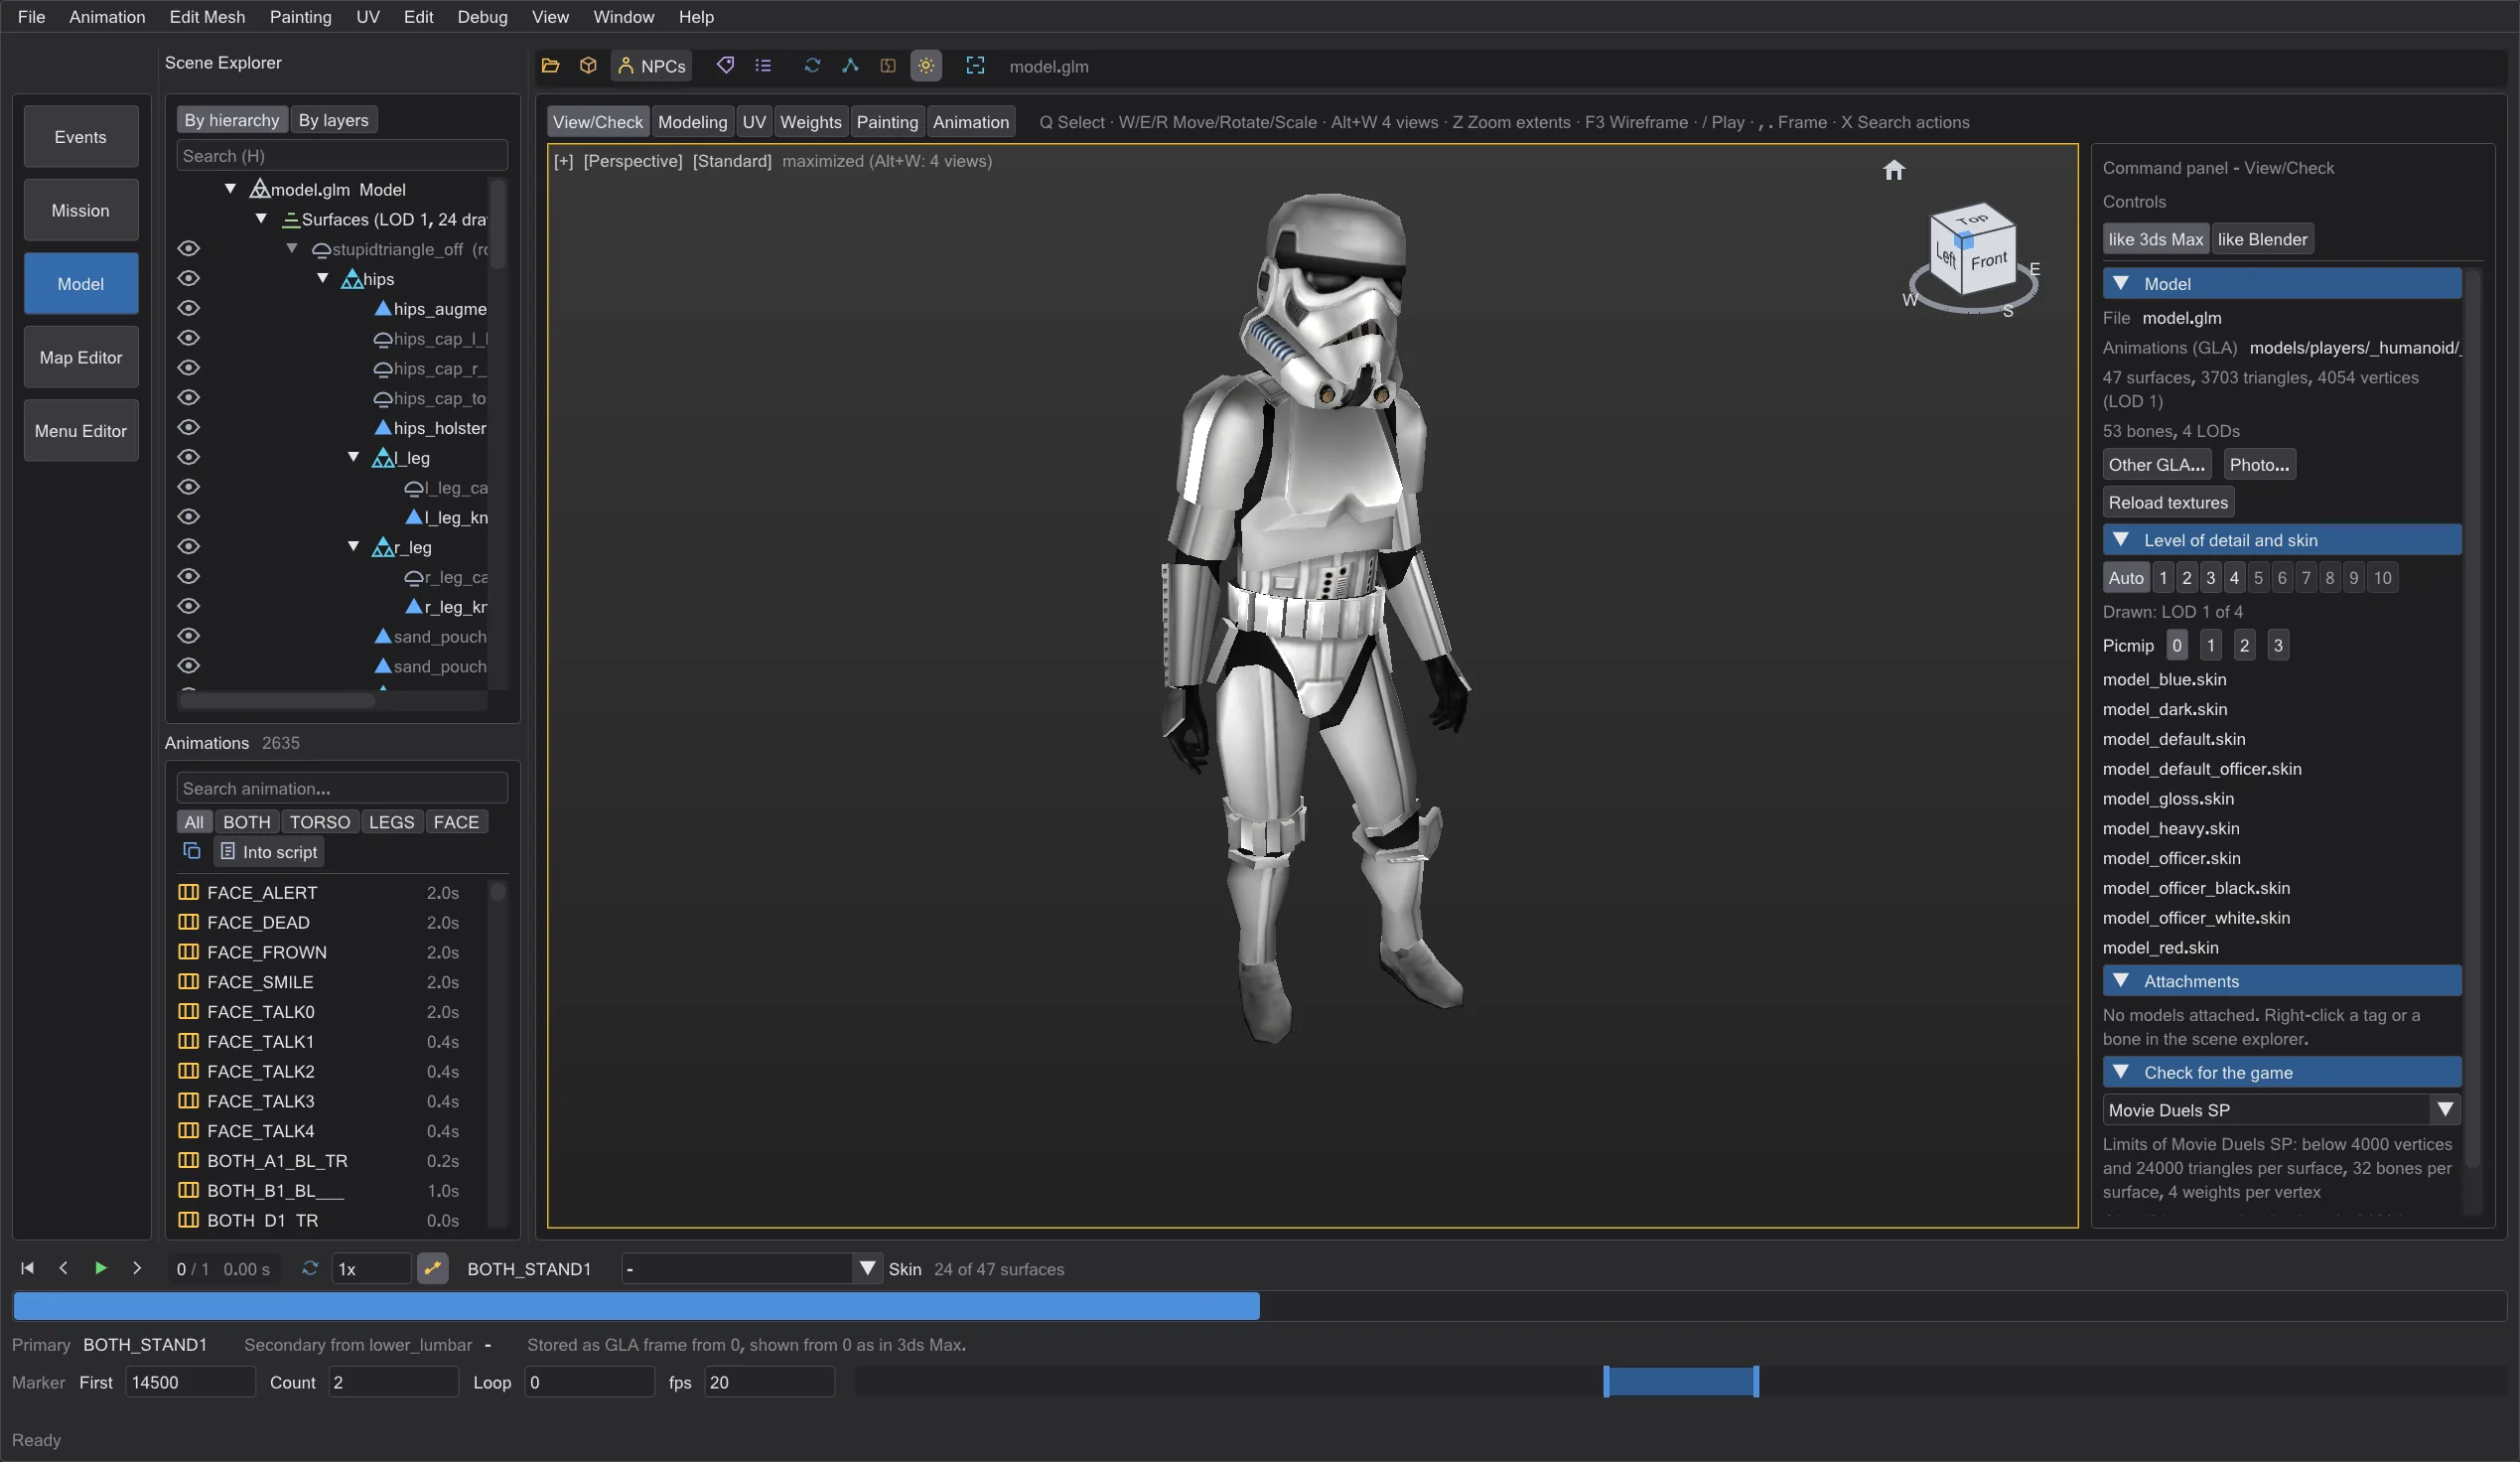 File Animation Edit Mesh Painting UV Edit Debug View Window Help
Scene Explorer
NPCs model.glm
Events
Mission
Model
Map Editor
Menu Editor
By hierarchy By layers
Search (H)
model.glm Model
Surfaces (LOD 1, 24 dra
stupidtriangle_off (ro
hips
hips_augme
hips_cap_l_l
hips_cap_r_
hips_cap_to
hips_holster
l_leg
l_leg_ca
l_leg_kn
r_leg
r_leg_ca
r_leg_kn
sand_pouch
sand_pouch
Animations 2635
Search animation...
All BOTH TORSO LEGS FACE
Into script
FACE_ALERT 2.0s
FACE_DEAD 2.0s
FACE_FROWN 2.0s
FACE_SMILE 2.0s
FACE_TALK0 2.0s
FACE_TALK1 0.4s
FACE_TALK2 0.4s
FACE_TALK3 0.4s
FACE_TALK4 0.4s
BOTH_A1_BL_TR 0.2s
BOTH_B1_BL___ 1.0s
BOTH_D1_TR 0.0s
View/Check Modeling UV Weights Painting Animation Q Select · W/E/R Move/Rotate/Scale · Alt+W 4 views · Z Zoom extents · F3 Wireframe · / Play · , . Frame · X Search actions
[+] [Perspective] [Standard] maximized (Alt+W: 4 views)
Top
Left Front
W S E
Command panel - View/Check
Controls
like 3ds Max like Blender
Model
File model.glm
Animations (GLA) models/players/_humanoid/_
47 surfaces, 3703 triangles, 4054 vertices
(LOD 1)
53 bones, 4 LODs
Other GLA... Photo...
Reload textures
Level of detail and skin
Auto 1 2 3 4 5 6 7 8 9 10
Drawn: LOD 1 of 4
Picmip 0 1 2 3
model_blue.skin
model_dark.skin
model_default.skin
model_default_officer.skin
model_gloss.skin
model_heavy.skin
model_officer.skin
model_officer_black.skin
model_officer_white.skin
model_red.skin
Attachments
No models attached. Right-click a tag or a
bone in the scene explorer.
Check for the game
Movie Duels SP
Limits of Movie Duels SP: below 4000 vertices
and 24000 triangles per surface, 32 bones per
surface, 4 weights per vertex
0 / 1 0.00 s 1x BOTH_STAND1 - Skin 24 of 47 surfaces
Primary BOTH_STAND1 Secondary from lower_lumbar - Stored as GLA frame from 0, shown from 0 as in 3ds Max.
Marker First 14500 Count 2 Loop 0 fps 20
Ready